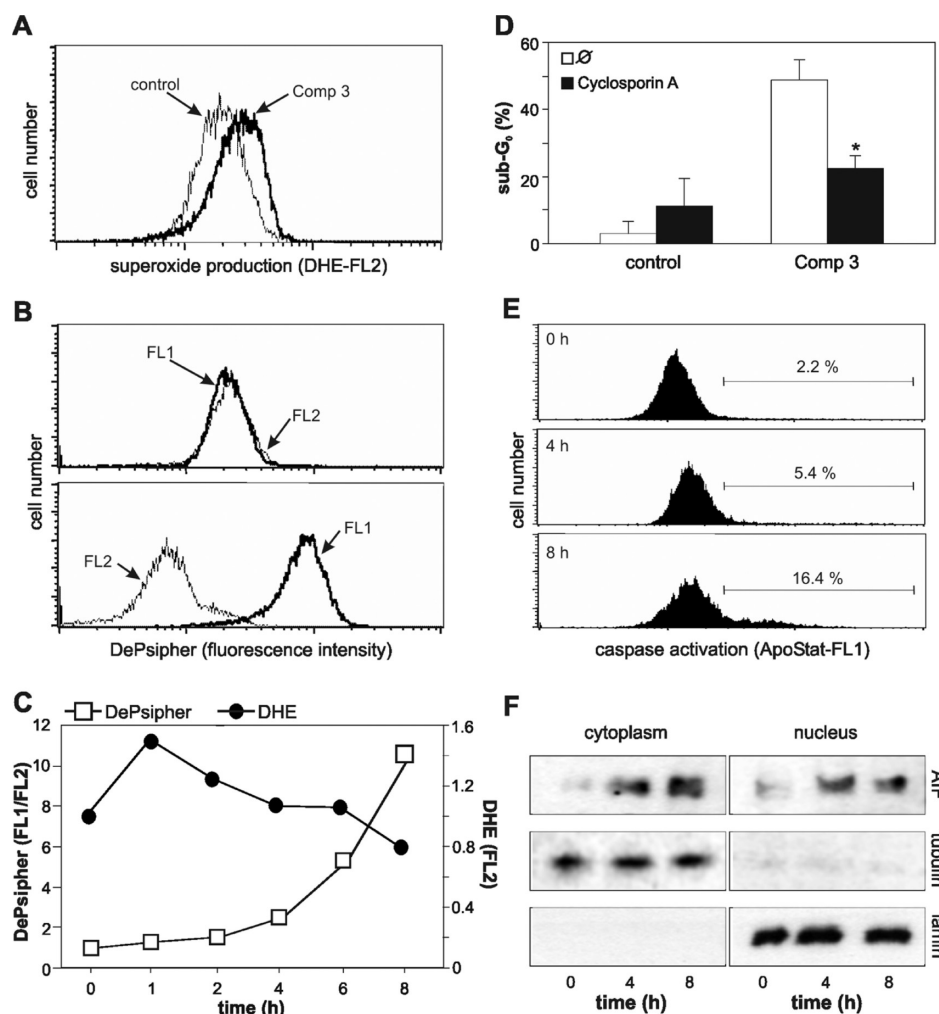 A
control
Comp 3
cell number
superoxide production (DHE-FL2)
B
FL1
FL2
cell number
FL2
FL1
DePsipher (fluorescence intensity)
C
DePsipher
DHE
12
10
8
6
4
2
0
1.6
1.2
0.8
0.4
0
DePsipher (FL1/FL2)
DHE (FL2)
0 1 2 4 6 8
time (h)
D
60
40
20
0
sub-G₀ (%)
Ø
Cyclosporin A
*
control Comp 3
E
0 h
2.2 %
4 h
5.4 %
8 h
16.4 %
cell number
caspase activation (ApoStat-FL1)
F
cytoplasm nucleus
0 4 8 0 4 8
time (h) time (h)